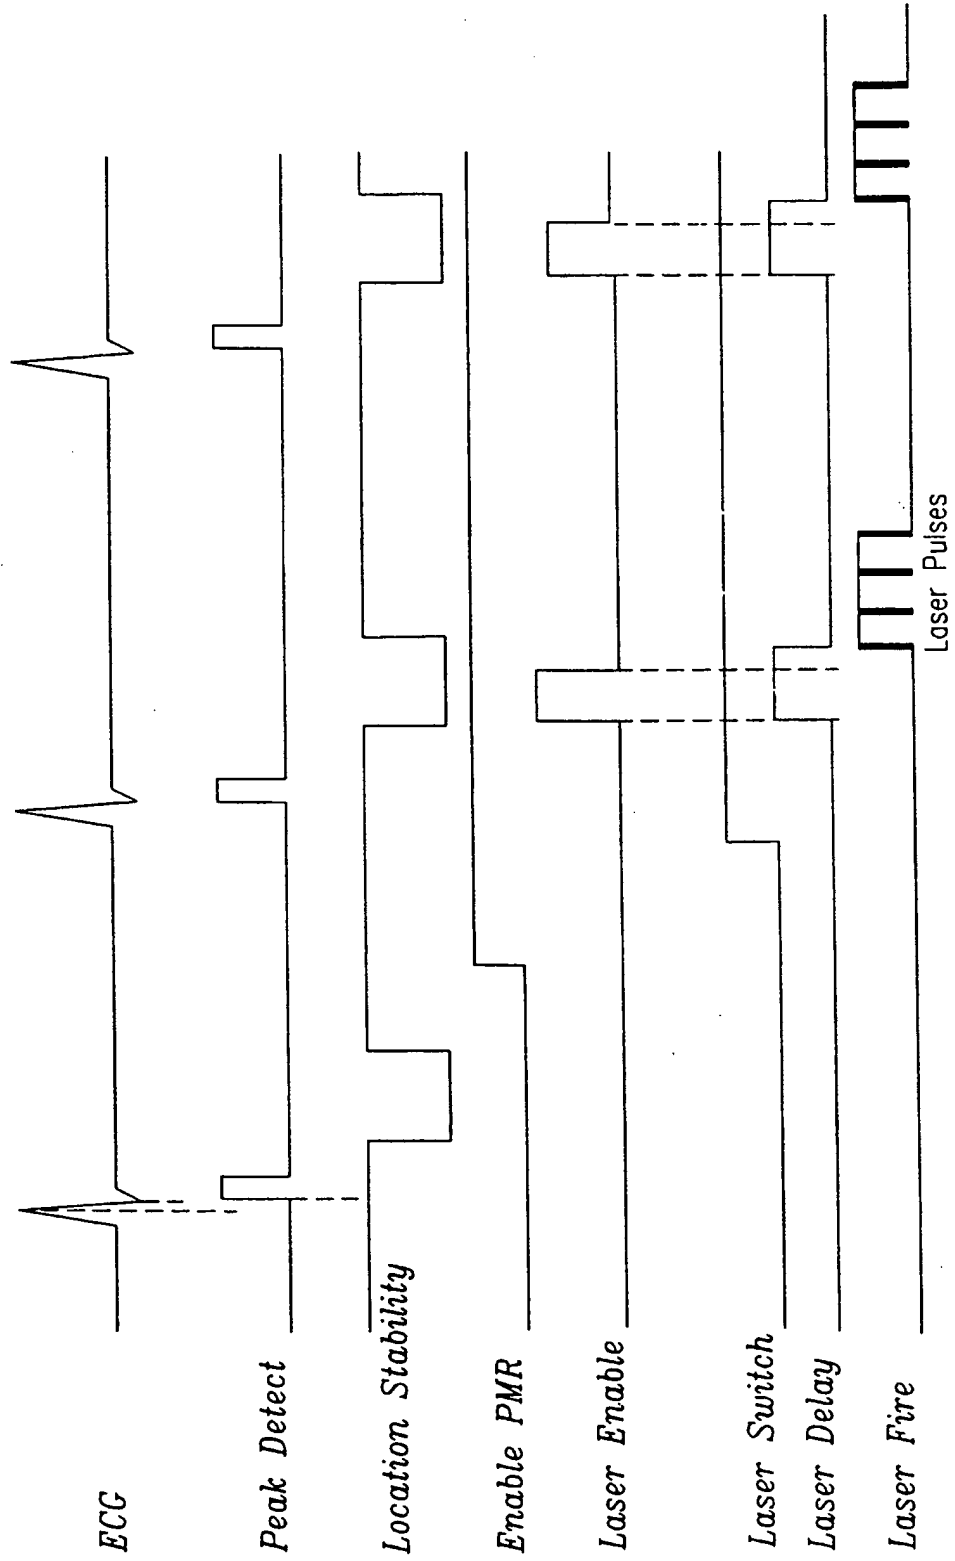 ECG
Peak Detect
Location Stability
Enable PMR
Laser Enable
Laser Switch
Laser Delay
Laser Fire
Laser Pulses